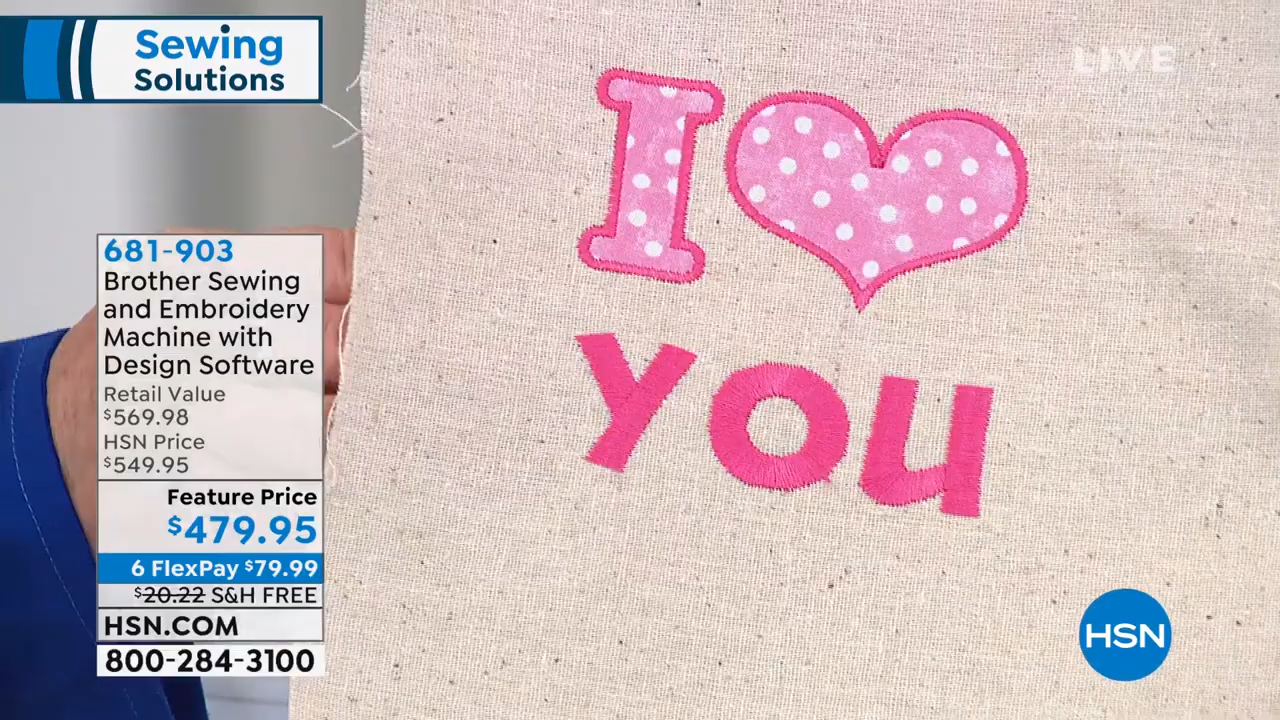 Sewing
Solutions
LIVE
I
YOU
681-903
Brother Sewing
and Embroidery
Machine with
Design Software
Retail Value
$569.98
HSN Price
$549.95
Feature Price
$479.95
6 FlexPay $79.99
$20.22 S&H FREE
HSN.COM
800-284-3100
HSN